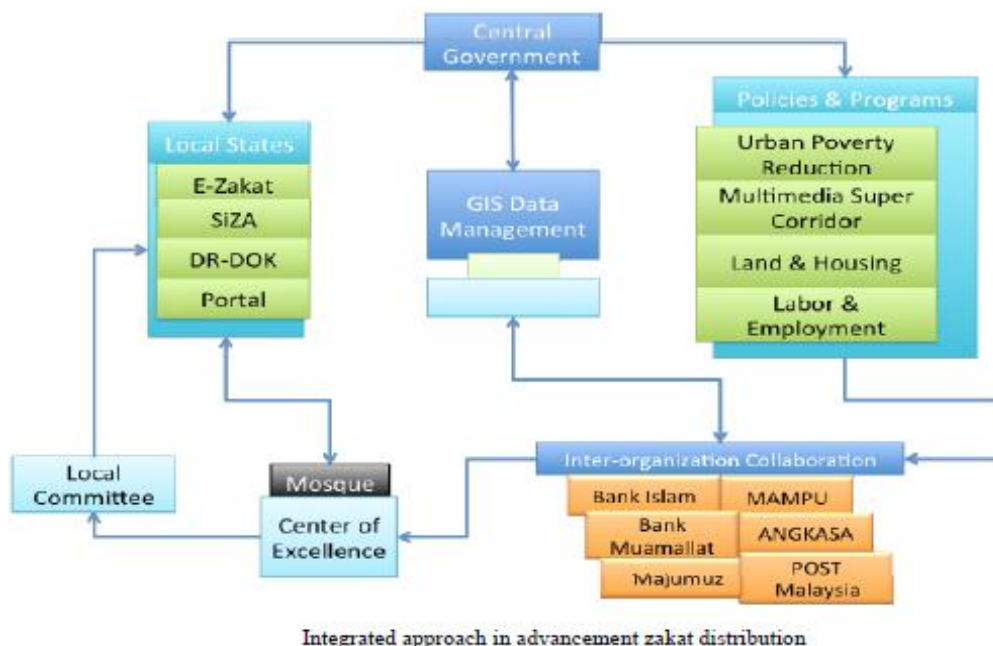 Central
Government
Policies & Programs
Urban Poverty
Reduction
Multimedia Super
Corridor
Land & Housing
Labor &
Employment
Local States
E-Zakat
SiZA
DR-DOK
Portal
GIS Data
Management
Inter-organization Collaboration
Bank Islam
MAMPU
Bank
Muamallat
ANGKASA
Majumuz
POST
Malaysia
Mosque
Center of
Excellence
Local
Committee
Integrated approach in advancement zakat distribution